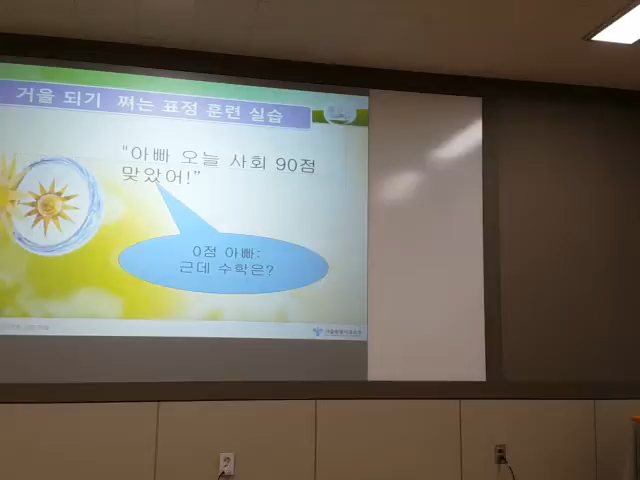 거울 되기 쩌는 표정 훈련 실습
"아빠 오늘 사회 90점
맞았어!”
0점 아빠:
근데 수학은?